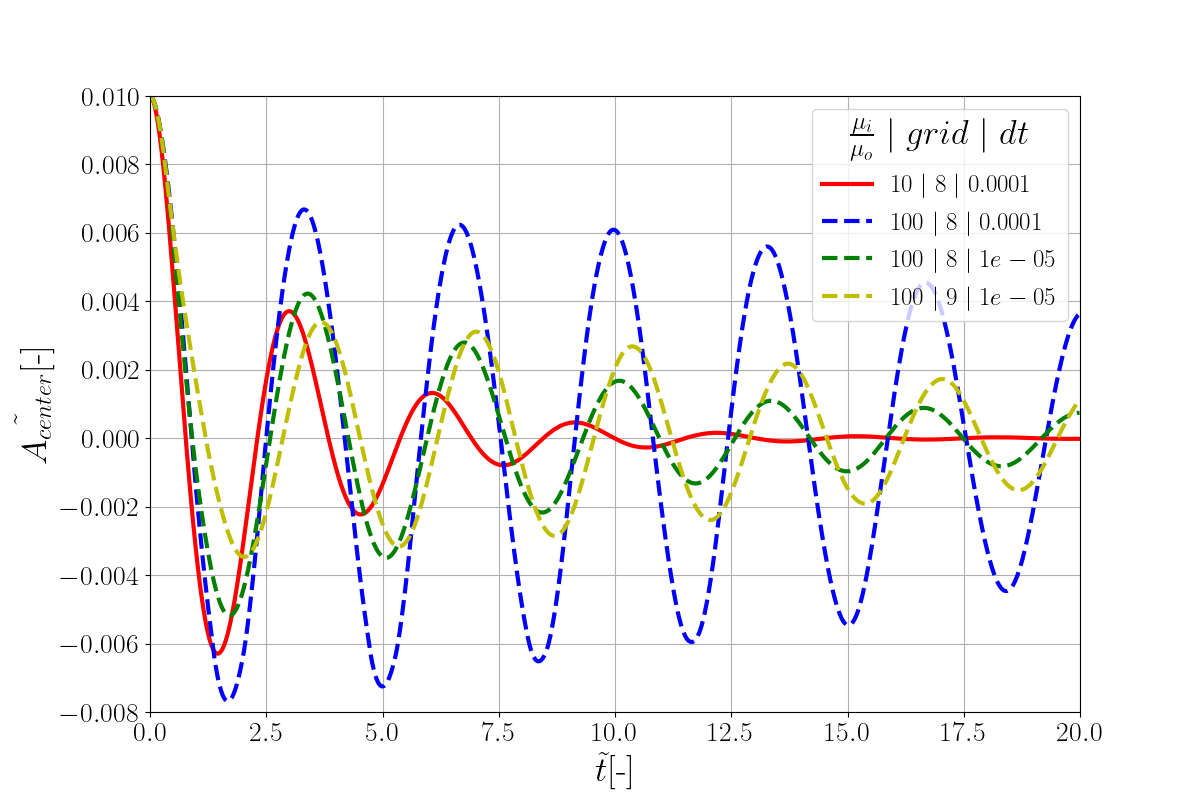 Ã_center[-]
0.010
0.008
0.006
0.004
0.002
0.000
−0.002
−0.004
−0.006
−0.008
μ_i/μ_o | grid | dt
10 | 8 | 0.0001
100 | 8 | 0.0001
100 | 8 | 1e − 05
100 | 9 | 1e − 05
0.0 2.5 5.0 7.5 10.0 12.5 15.0 17.5 20.0
t̃[-]